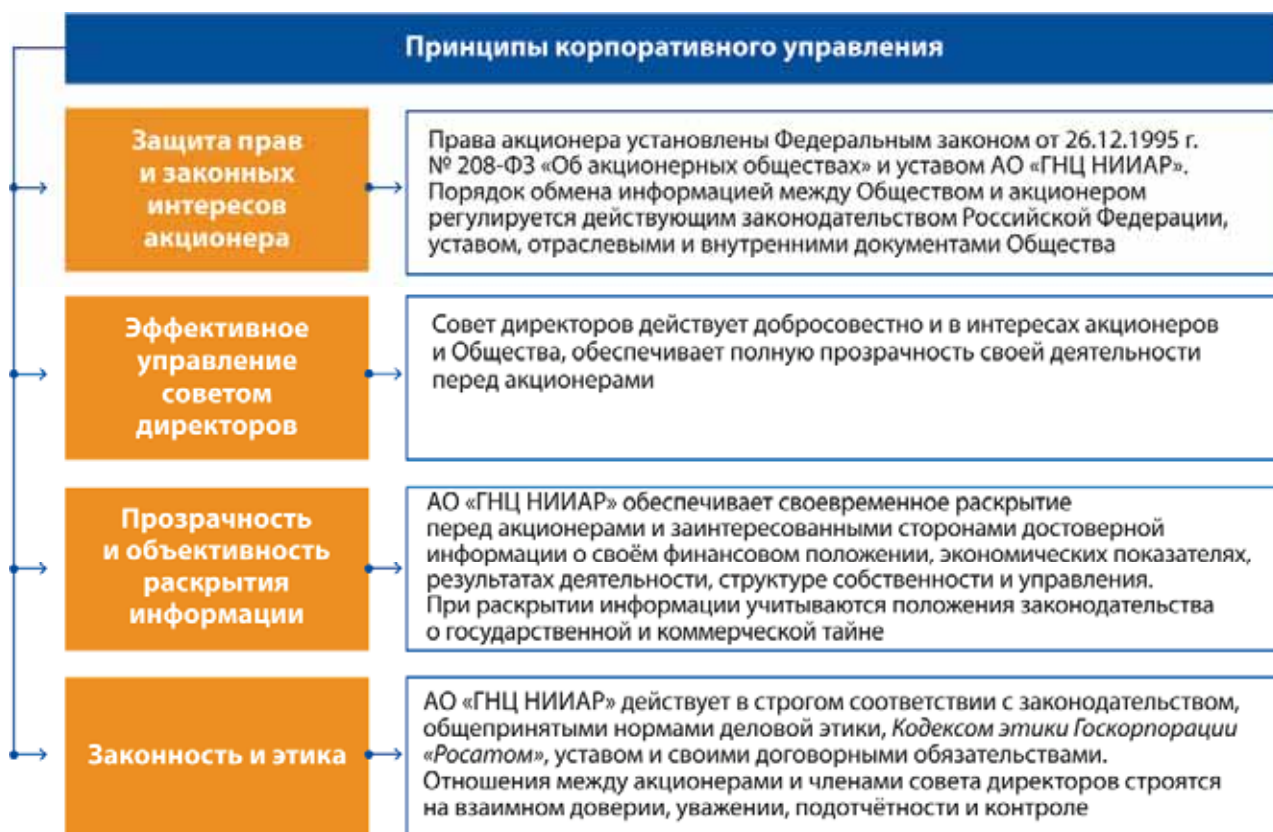 Принципы корпоративного управления
Защита прав
и законных
интересов
акционера
Права акционера установлены Федеральным законом от 26.12.1995 г.
№ 208-ФЗ «Об акционерных обществах» и уставом АО «ГНЦ НИИАР».
Порядок обмена информацией между Обществом и акционером
регулируется действующим законодательством Российской Федерации,
уставом, отраслевыми и внутренними документами Общества
Эффективное
управление
советом
директоров
Совет директоров действует добросовестно и в интересах акционеров
и Общества, обеспечивает полную прозрачность своей деятельности
перед акционерами
Прозрачность
и объективность
раскрытия
информации
АО «ГНЦ НИИАР» обеспечивает своевременное раскрытие
перед акционерами и заинтересованными сторонами достоверной
информации о своём финансовом положении, экономических показателях,
результатах деятельности, структуре собственности и управления.
При раскрытии информации учитываются положения законодательства
о государственной и коммерческой тайне
Законность и этика
АО «ГНЦ НИИАР» действует в строгом соответствии с законодательством,
общепринятыми нормами деловой этики, Кодексом этики Госкорпорации
«Росатом», уставом и своими договорными обязательствами.
Отношения между акционерами и членами совета директоров строятся
на взаимном доверии, уважении, подотчётности и контроле